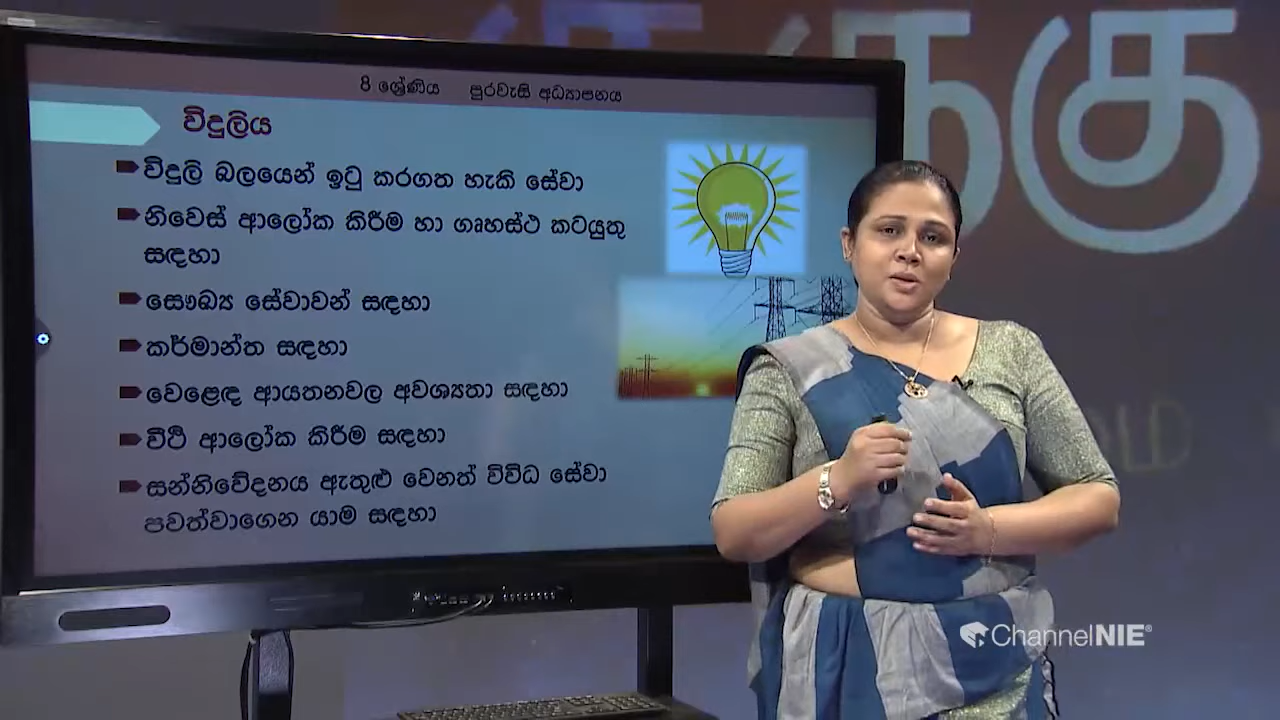 8 ශ්‍රේණිය පුරවැසි අධ්‍යාපනය
විදුලිය
විදුලි බලයෙන් ඉටු කරගත හැකි සේවා
නිවෙස් ආලෝක කිරීම හා ගෘහස්ථ කටයුතු
සඳහා
සෞඛ්‍ය සේවාවන් සඳහා
කර්මාන්ත සඳහා
වෙළෙඳ ආයතනවල අවශ්‍යතා සඳහා
වීථි ආලෝක කිරීම සඳහා
සන්නිවේදනය ඇතුළු වෙනත් විවිධ සේවා
පවත්වාගෙන යාම සඳහා
ChannelNIE®